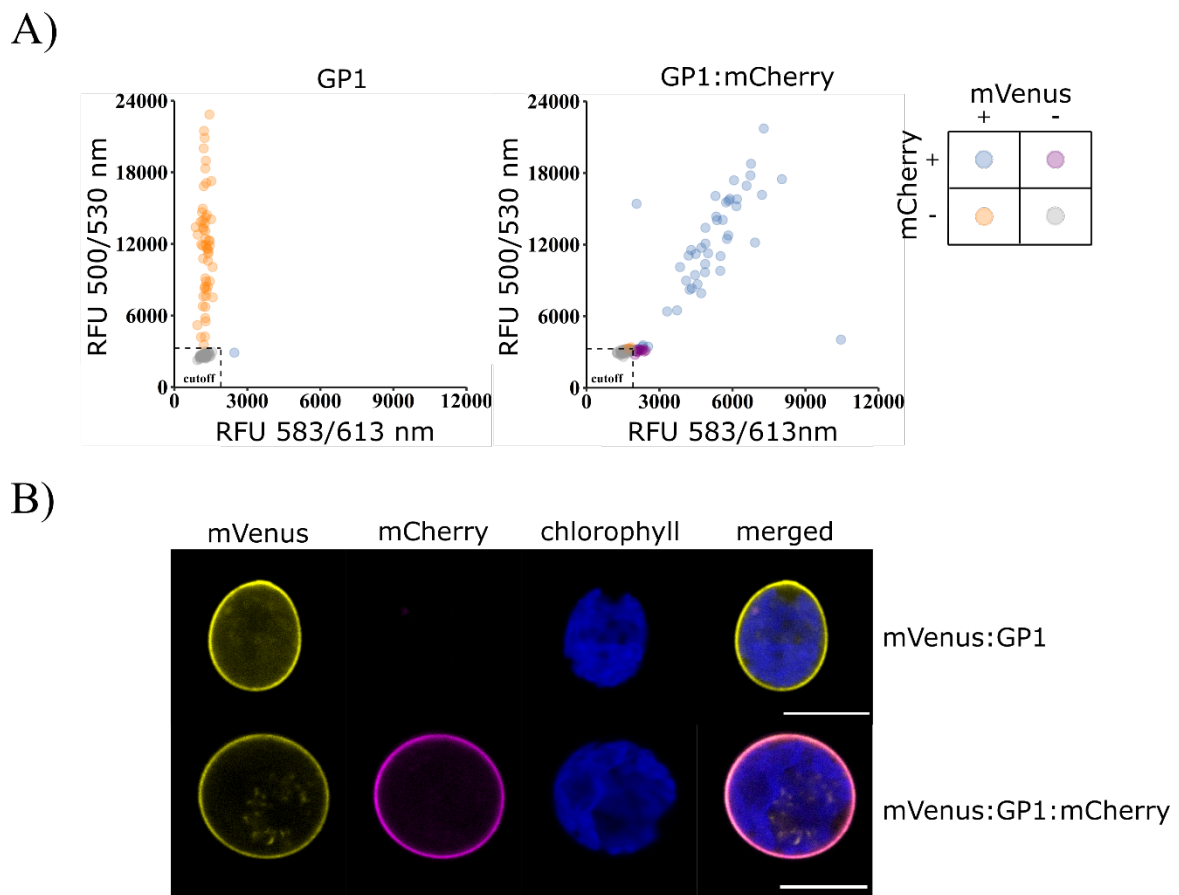 A)
GP1
GP1:mCherry
RFU 500/530 nm
24000
18000
12000
6000
0
cutoff
0 3000 6000 9000 12000
RFU 583/613 nm
RFU 500/530 nm
24000
18000
12000
6000
0
cutoff
0 3000 6000 9000 12000
RFU 583/613nm
mVenus
+ -
mCherry
+
-
B)
mVenus mCherry chlorophyll merged
mVenus:GP1
mVenus:GP1:mCherry